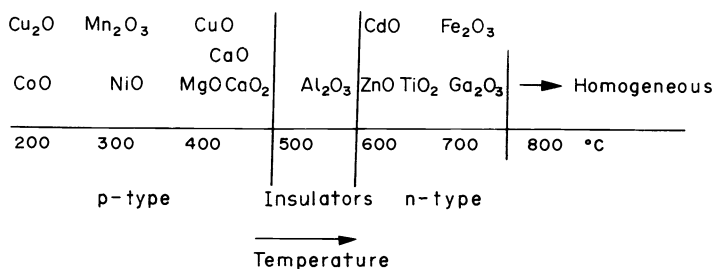 Cu₂O Mn₂O₃ CuO CdO Fe₂O₃
CaO
CoO NiO MgO CaO₂ Al₂O₃ ZnO TiO₂ Ga₂O₃ → Homogeneous
200 300 400 500 600 700 800 °C
p-type Insulators n-type
Temperature